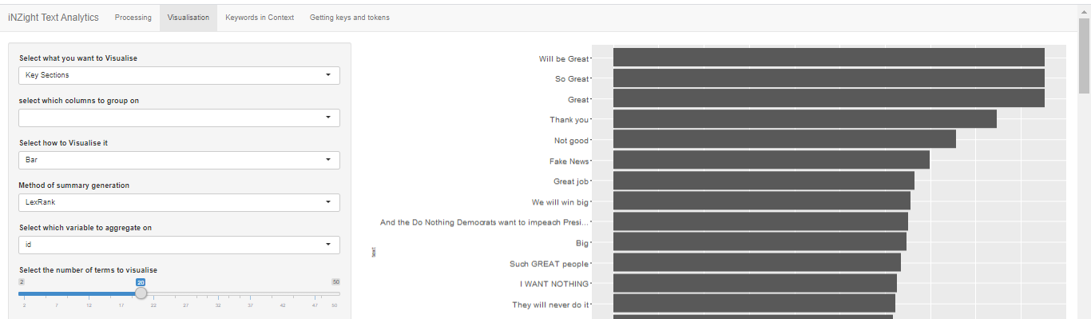 iNZight Text Analytics Processing Visualisation Keywords in Context Getting keys and tokens
Select what you want to Visualise
Key Sections
select which columns to group on
Select how to Visualise it
Bar
Method of summary generation
LexRank
Select which variable to aggregate on
id
Select the number of terms to visualise
2 20 50
2 7 12 17 22 27 32 37 42 47 50
Will be Great
So Great
Great
Thank you
Not good
Fake News
Great job
We will win big
And the Do Nothing Democrats want to impeach Presi...
Big
Such GREAT people
I WANT NOTHING
They will never do it
text